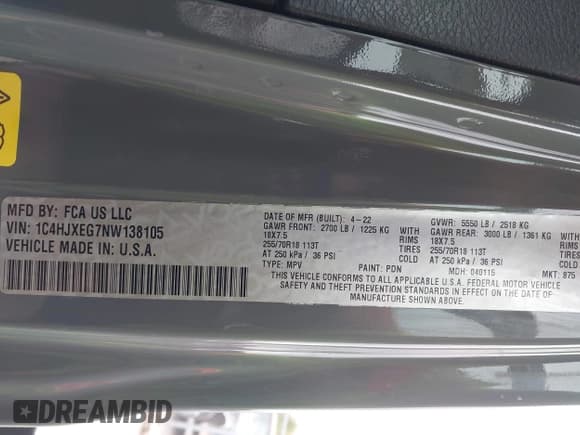 MFD BY: FCA US LLC
VIN: 1C4HJXEG7NW138105
VEHICLE MADE IN: U.S.A.
DATE OF MFR (BUILT): 4-22 GVWR: 5550 LB / 2518 KG
GAWR FRONT: 2700 LB / 1225 KG WITH GAWR REAR: 3000 LB / 1361 KG WITH
18X7.5 RIMS 18X7.5 RIMS
255/70R18 113T TIRES 255/70R18 113T TIRES
AT 250 kPa / 36 PSI COLD AT 250 kPa / 36 PSI COLD
TYPE: MPV PAINT: PDN MDH: 040115 MKT: 875
THIS VEHICLE CONFORMS TO ALL APPLICABLE U.S.A. FEDERAL MOTOR VEHICLE
SAFETY AND THEFT PREVENTION STANDARDS IN EFFECT ON THE DATE OF
MANUFACTURE SHOWN ABOVE.
DREAMBID